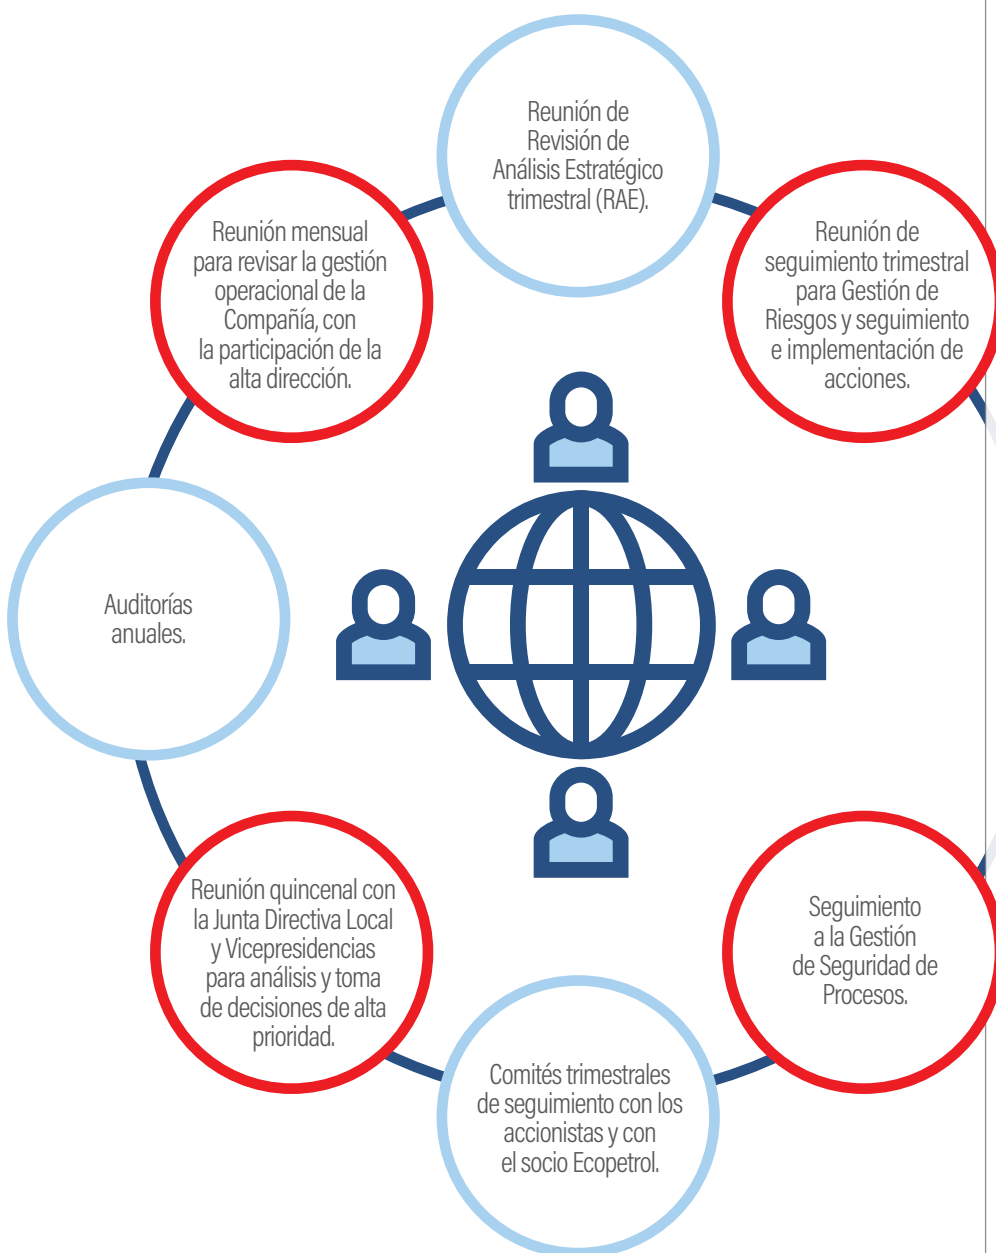 Reunión de
Revisión de
Análisis Estratégico
trimestral (RAE).
Reunión mensual
para revisar la gestión
operacional de la
Compañía, con
la participación de la
alta dirección.
Reunión de
seguimiento trimestral
para Gestión de
Riesgos y seguimiento
e implementación de
acciones.
Auditorías
anuales.
Reunión quincenal con
la Junta Directiva Local
y Vicepresidencias
para análisis y toma
de decisiones de alta
prioridad.
Seguimiento
a la Gestión
de Seguridad de
Procesos.
Comités trimestrales
de seguimiento con los
accionistas y con
el socio Ecopetrol.